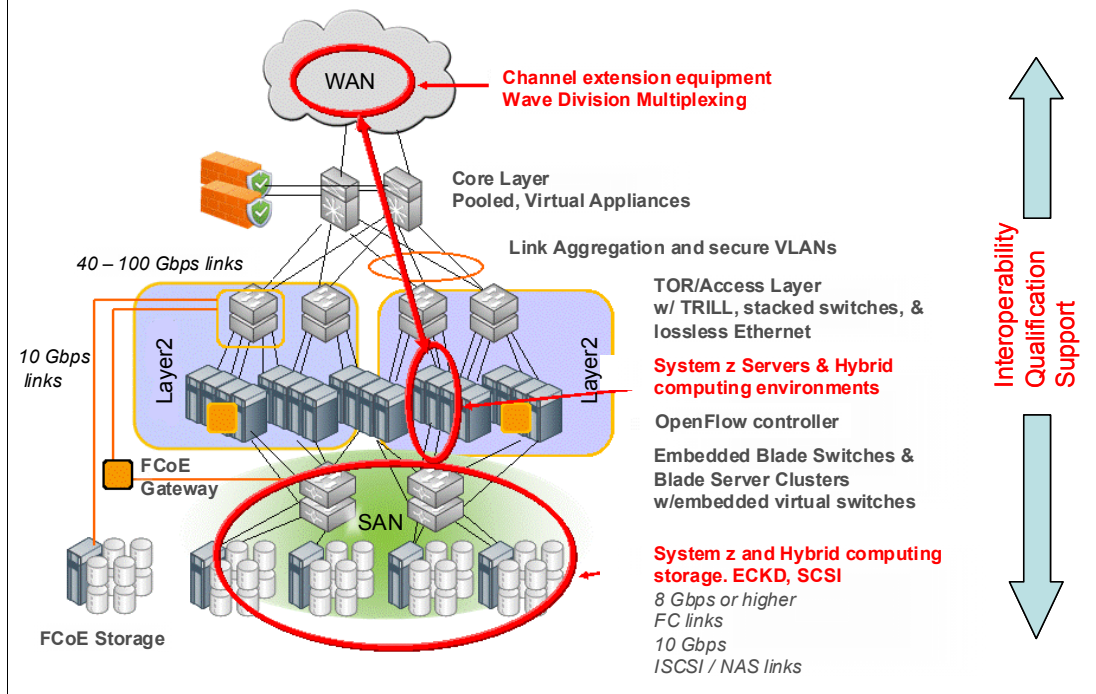 WAN
Channel extension equipment
Wave Division Multiplexing
Core Layer
Pooled, Virtual Appliances
Link Aggregation and secure VLANs
40 – 100 Gbps links
TOR/Access Layer
w/ TRILL, stacked switches, &
lossless Ethernet
10 Gbps
links
Layer2
Layer2
System z Servers & Hybrid
computing environments
OpenFlow controller
FCoE
Gateway
Embedded Blade Switches &
Blade Server Clusters
w/embedded virtual switches
SAN
System z and Hybrid computing
storage. ECKD, SCSI
8 Gbps or higher
FC links
10 Gbps
ISCSI / NAS links
FCoE Storage
Interoperability
Qualification
Support